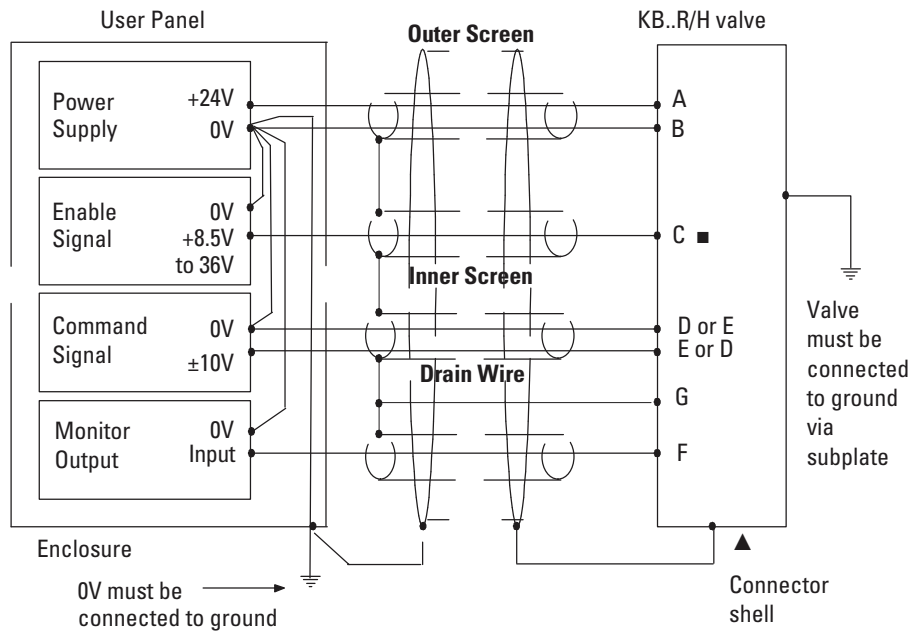 User Panel
Outer Screen
KB..R/H valve
Power
Supply
+24V
0V
A
B
Enable
Signal
0V
+8.5V
to 36V
C ■
Inner Screen
Command
Signal
0V
±10V
D or E
E or D
Drain Wire
G
Monitor
Output
0V
Input
F
Valve
must be
connected
to ground
via
subplate
Enclosure
0V must be
connected to ground
▲
Connector
shell